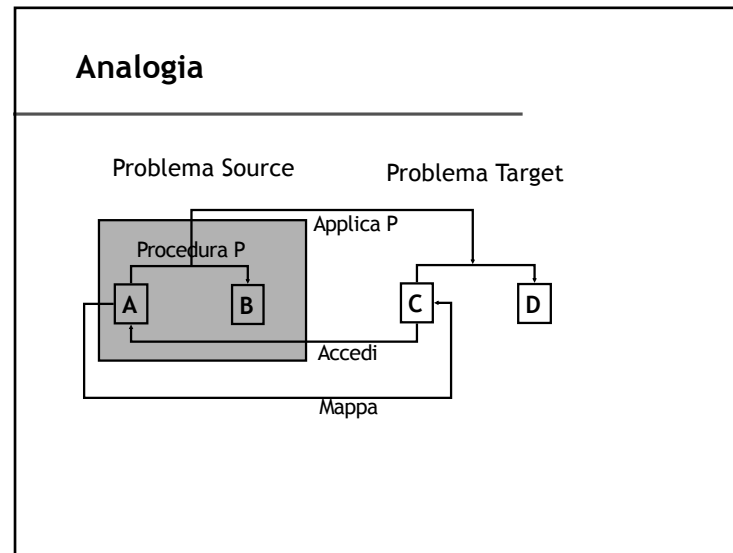 Analogia
Problema Source
Problema Target
Applica P
Procedura P
A
B
C
D
Accedi
Mappa